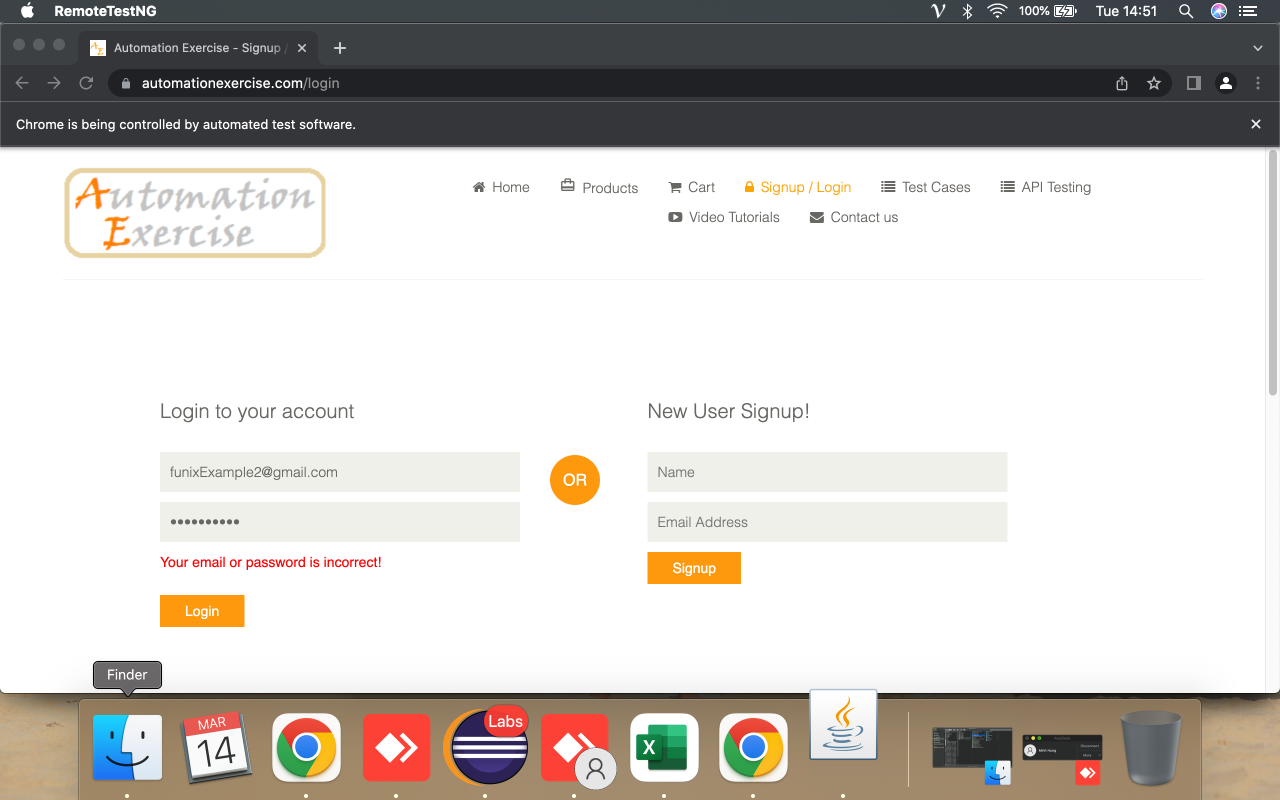 RemoteTestNG
100%
Tue 14:51
Automation Exercise - Signup /
automationexercise.com/login
Chrome is being controlled by automated test software.
Automation
Exercise
Home
Products
Cart
Signup / Login
Test Cases
API Testing
Video Tutorials
Contact us
Login to your account
New User Signup!
funixExample2@gmail.com
OR
Name
Email Address
Your email or password is incorrect!
Signup
Login
Finder
MAR
14
Labs
X